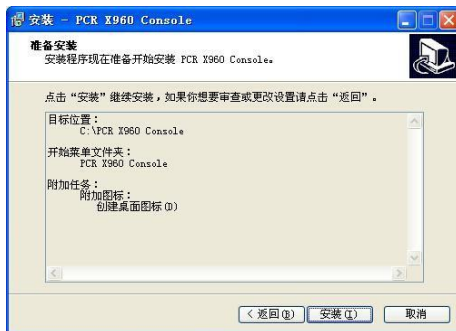 安装 - PCR X960 Console
准备安装
安装程序现在准备开始安装 PCR X960 Console。
点击“安装”继续安装，如果你想要审查或更改设置请点击“返回”。
目标位置：
C:\PCR X960 Console
开始菜单文件夹：
PCR X960 Console
附加任务：
附加图标：
创建桌面图标(D)
< 返回(B)
安装(I)
取消